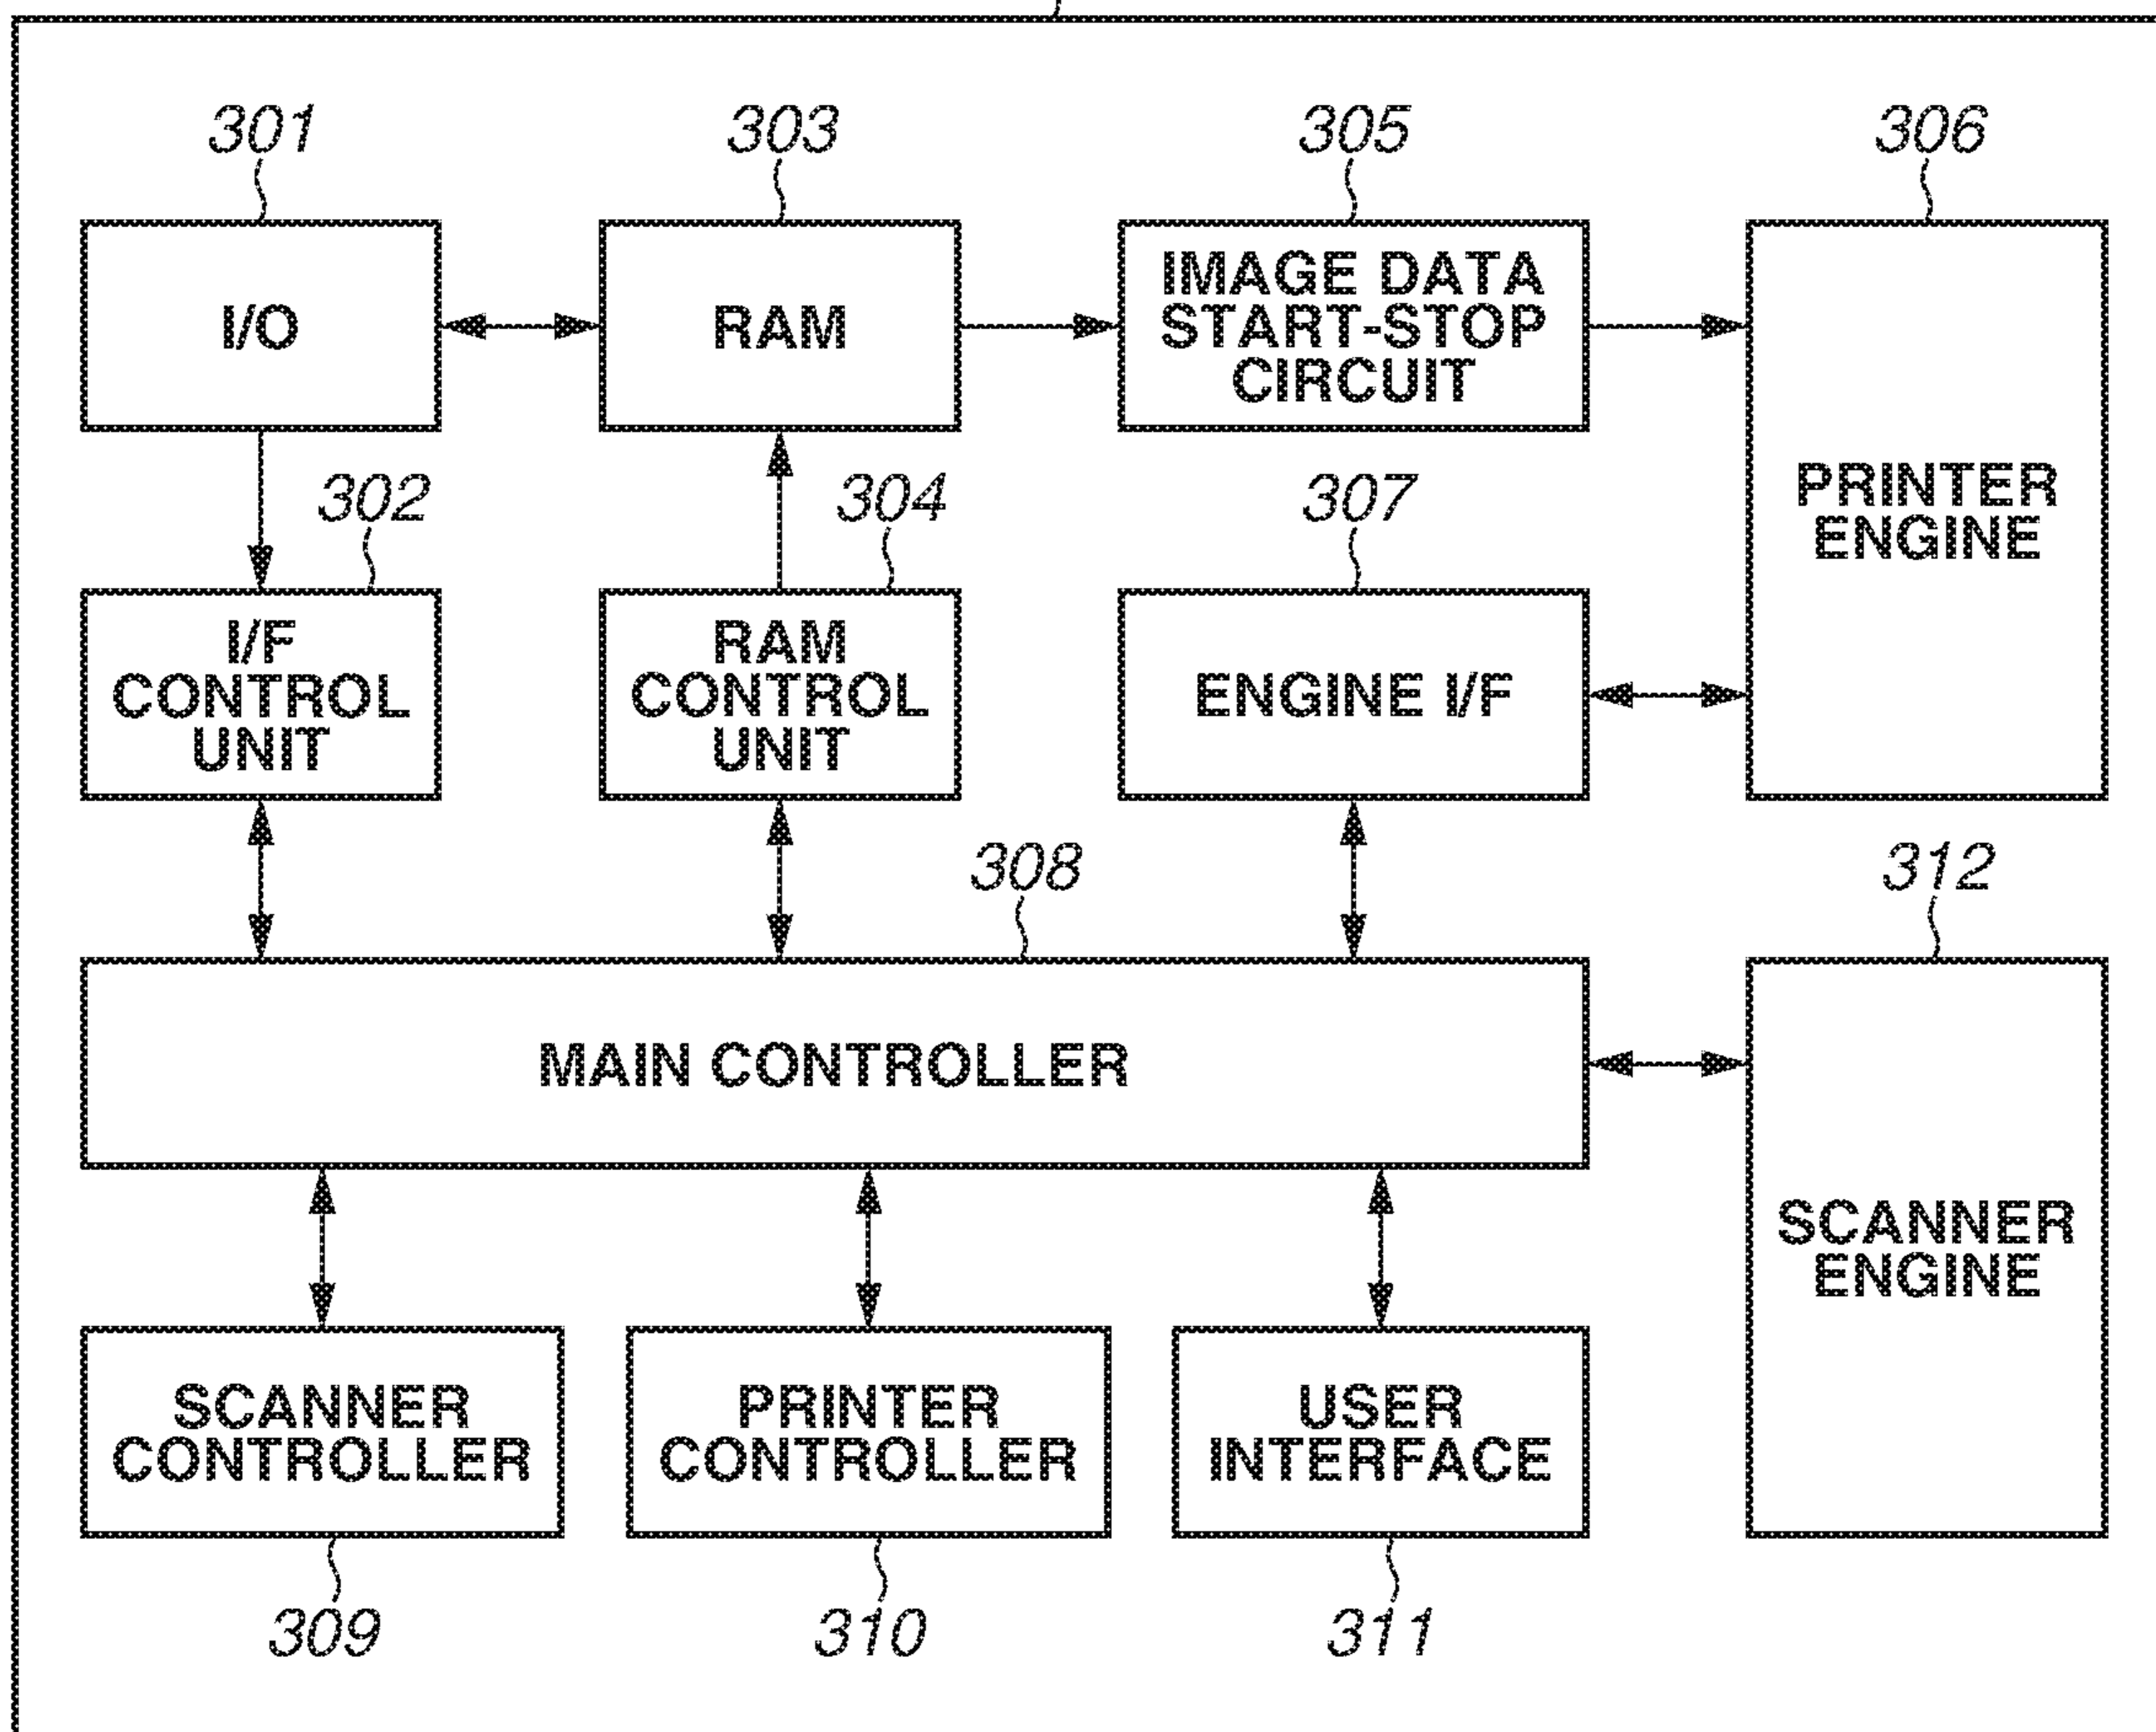 301
303
305
306
I/O
RAM
IMAGE DATA
START-STOP
CIRCUIT
PRINTER
ENGINE
302
304
307
I/F
CONTROL
UNIT
RAM
CONTROL
UNIT
ENGINE I/F
308
312
MAIN CONTROLLER
SCANNER
ENGINE
SCANNER
CONTROLLER
PRINTER
CONTROLLER
USER
INTERFACE
309
310
311